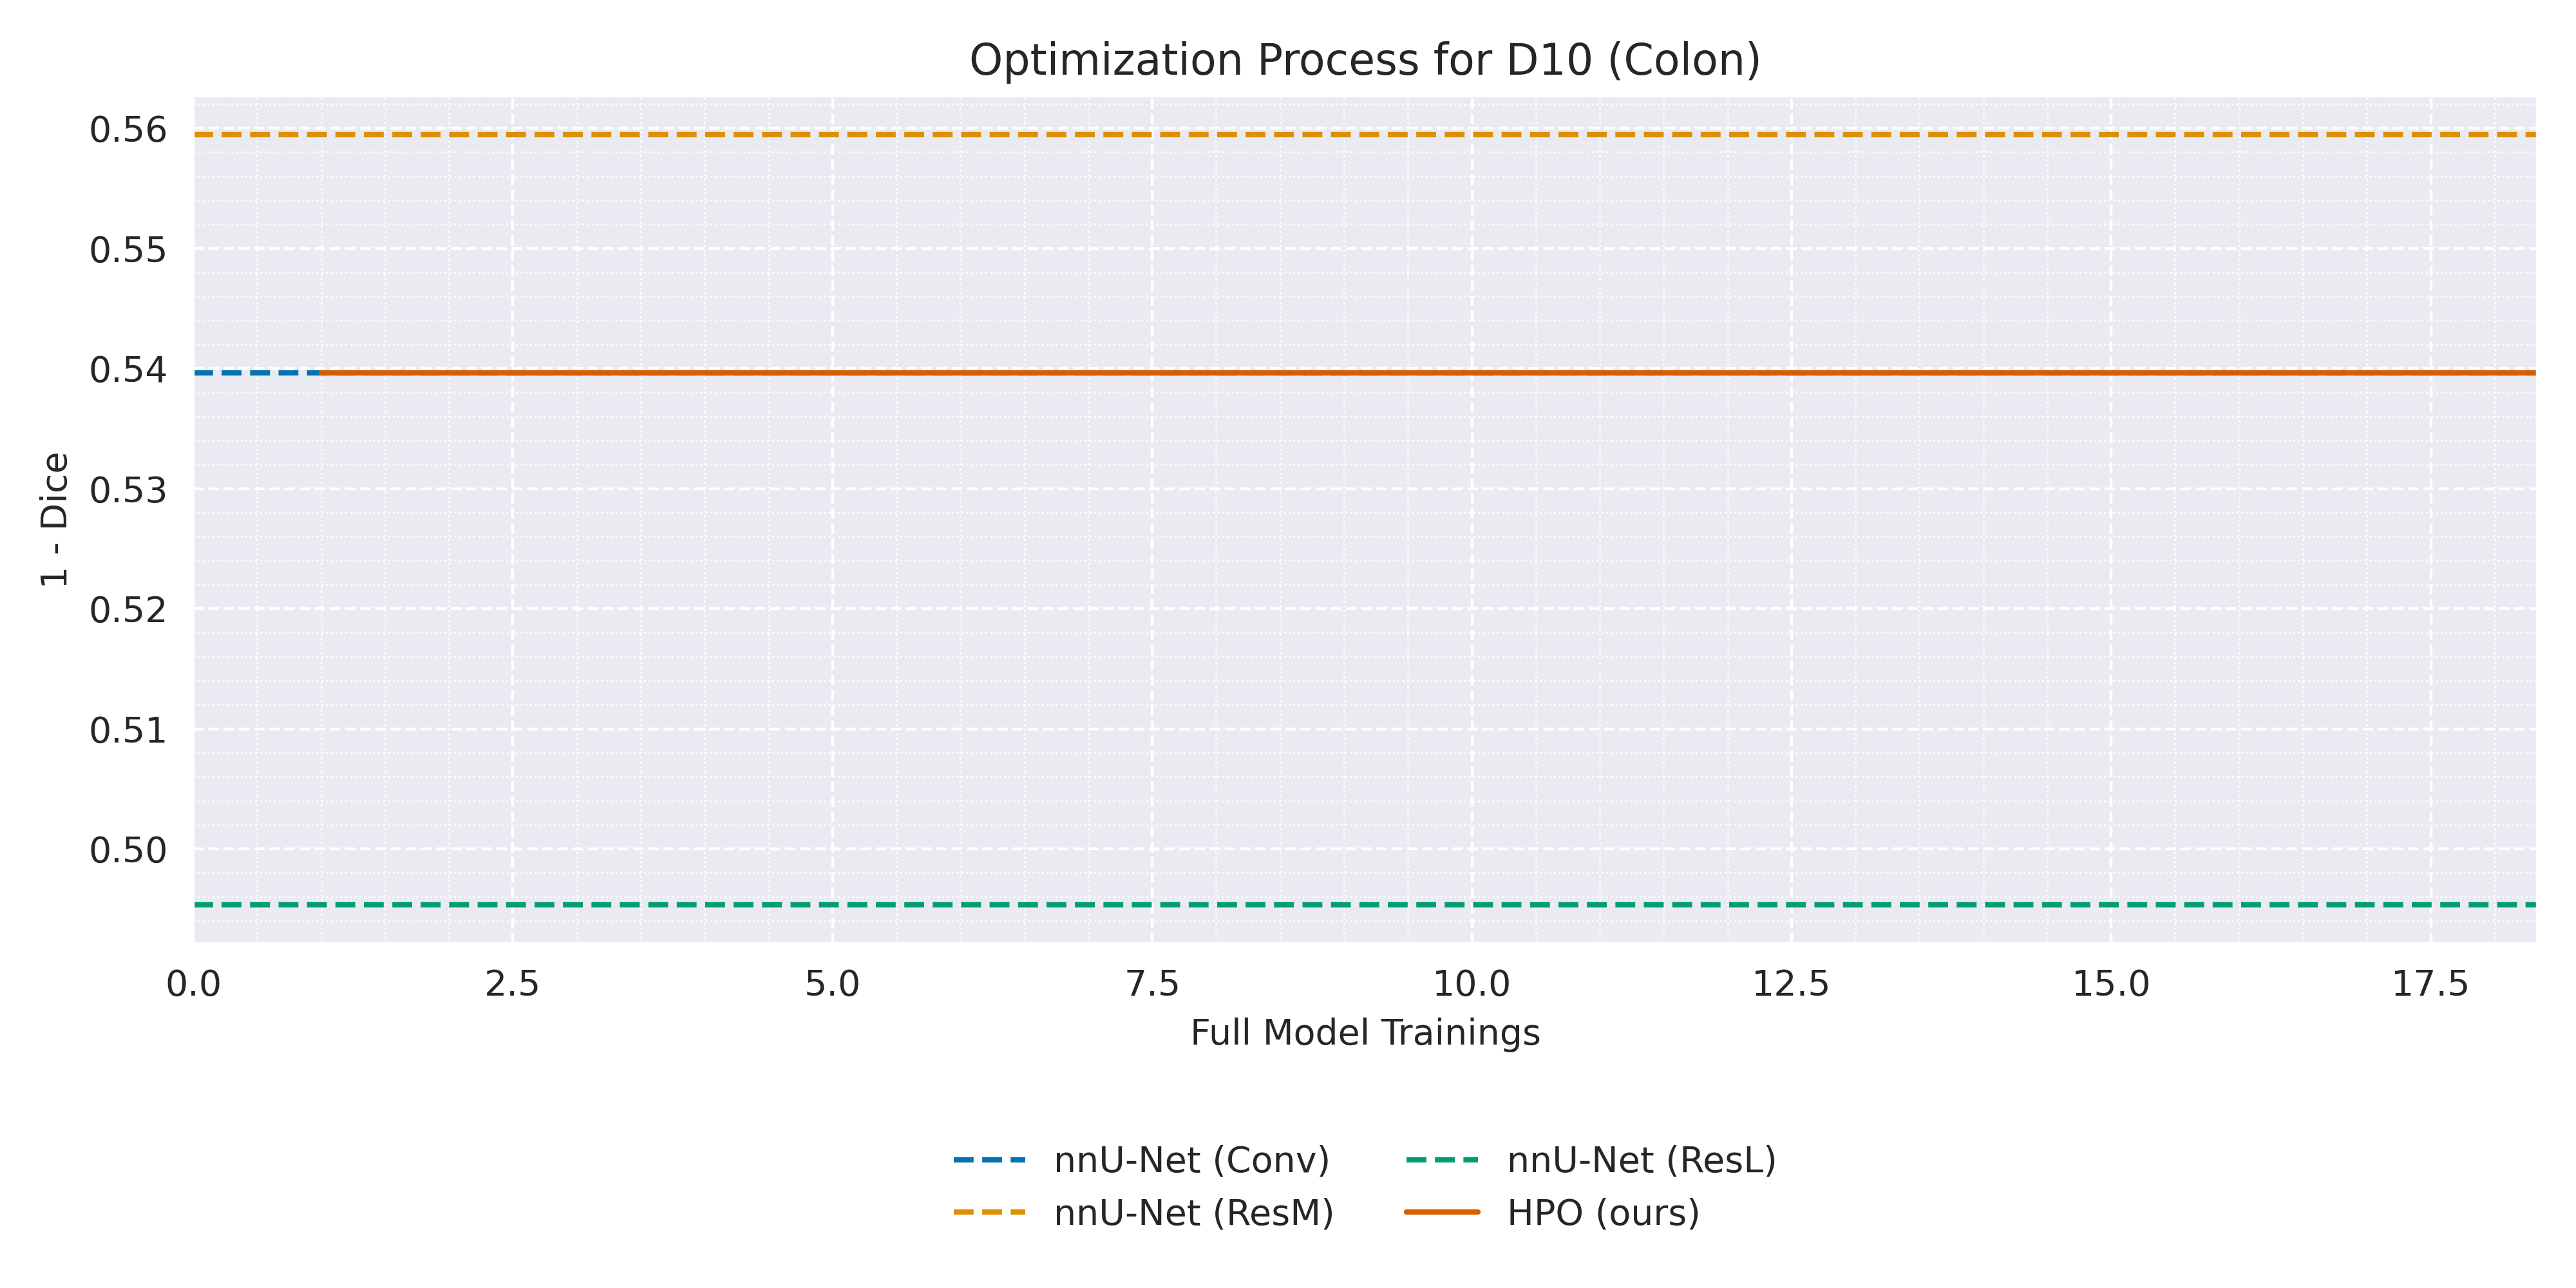 Optimization Process for D10 (Colon)
0.56
0.55
0.54
0.53
0.52
0.51
0.50
1 - Dice
0.0 2.5 5.0 7.5 10.0 12.5 15.0 17.5
Full Model Trainings
nnU-Net (Conv) nnU-Net (ResL)
nnU-Net (ResM) HPO (ours)